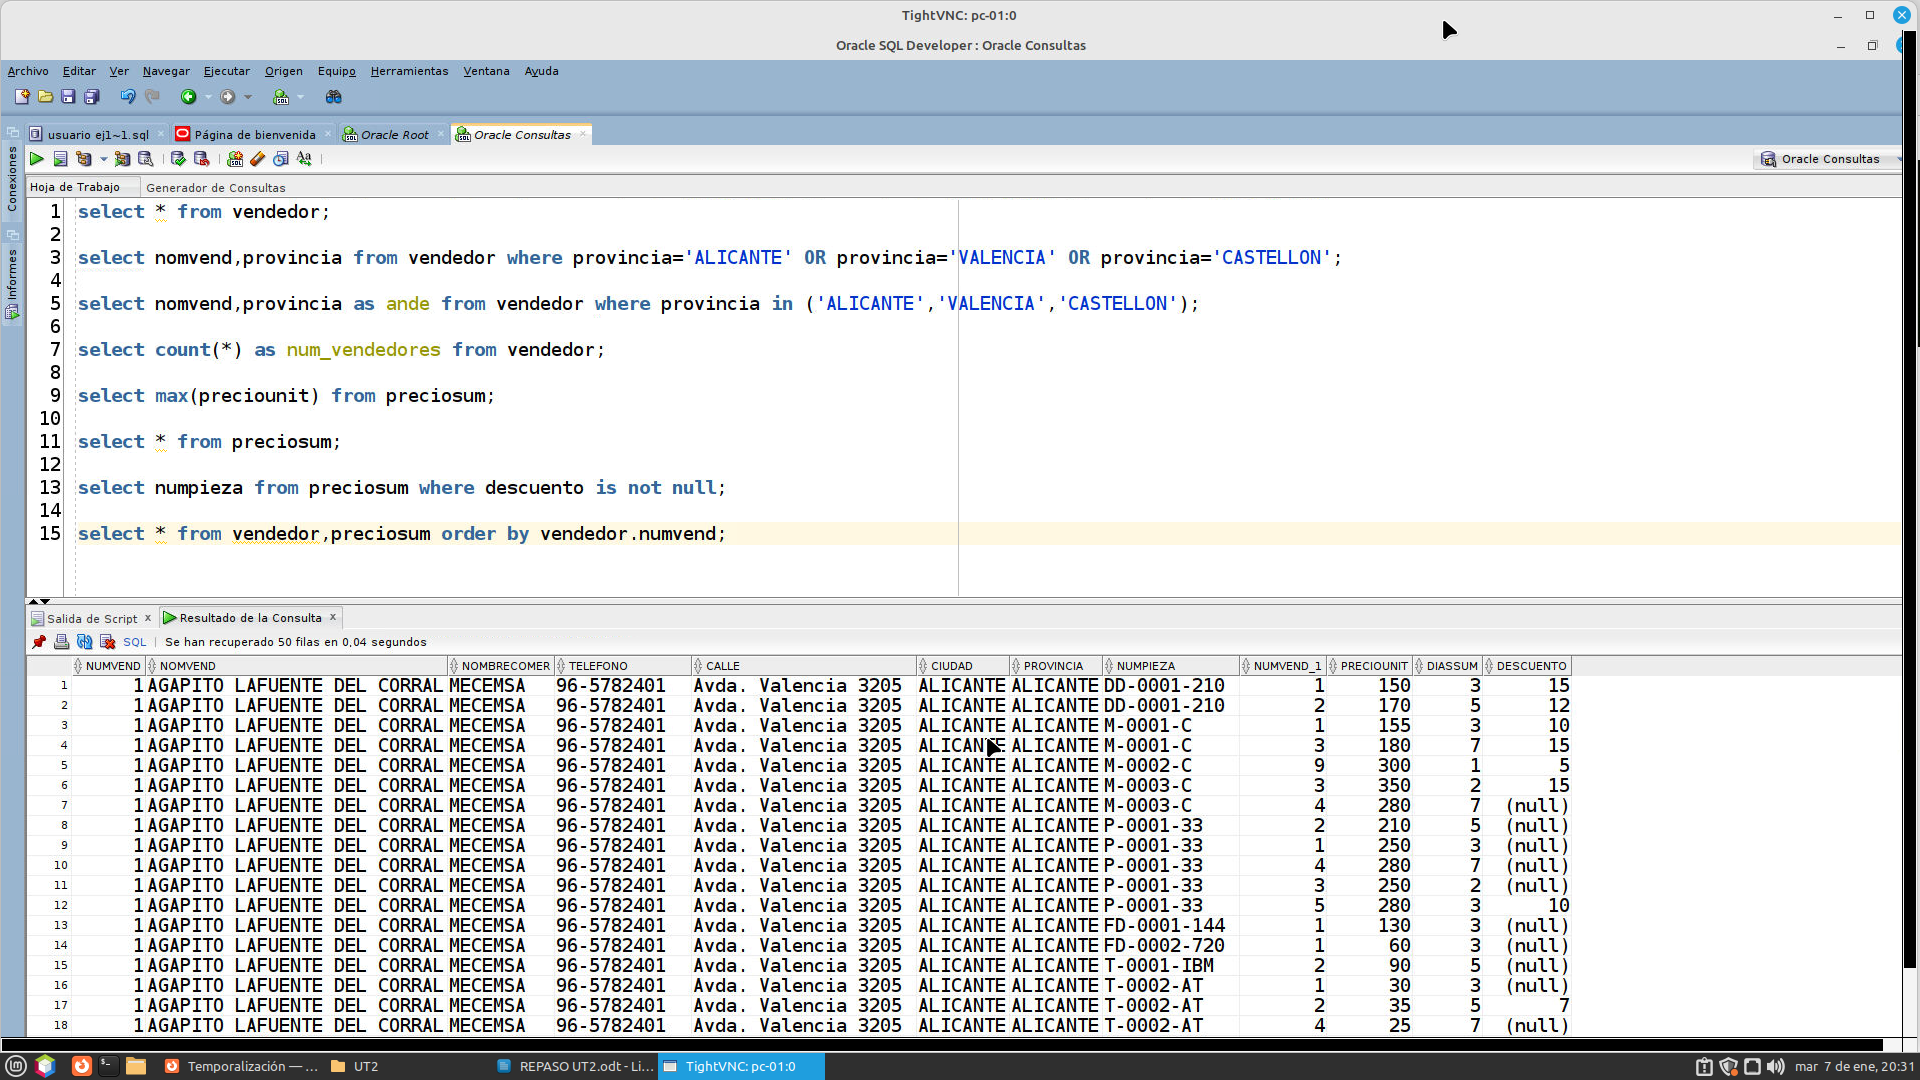 TightVNC: pc-01:0
Oracle SQL Developer : Oracle Consultas
Archivo Editar Ver Navegar Ejecutar Origen Equipo Herramientas Ventana Ayuda
usuario ej1~1.sql Página de bienvenida Oracle Root Oracle Consultas
Oracle Consultas
Conexiones
Informes
Hoja de Trabajo Generador de Consultas
1 select * from vendedor;
2
3 select nomvend,provincia from vendedor where provincia='ALICANTE' OR provincia='VALENCIA' OR provincia='CASTELLON';
4
5 select nomvend,provincia as ande from vendedor where provincia in ('ALICANTE','VALENCIA','CASTELLON');
6
7 select count(*) as num_vendedores from vendedor;
8
9 select max(preciounit) from preciosum;
10
11 select * from preciosum;
12
13 select numpieza from preciosum where descuento is not null;
14
15 select * from vendedor,preciosum order by vendedor.numvend;
Salida de Script x Resultado de la Consulta x
SQL | Se han recuperado 50 filas en 0,04 segundos
NUMVEND NOMVEND NOMBRECOMER TELEFONO CALLE CIUDAD PROVINCIA NUMPIEZA NUMVEND_1 PRECIOUNIT DIASSUM DESCUENTO
1 1 AGAPITO LAFUENTE DEL CORRAL MECEMSA 96-5782401 Avda. Valencia 3205 ALICANTE ALICANTE DD-0001-210 1 150 3 15
2 1 AGAPITO LAFUENTE DEL CORRAL MECEMSA 96-5782401 Avda. Valencia 3205 ALICANTE ALICANTE DD-0001-210 2 170 5 12
3 1 AGAPITO LAFUENTE DEL CORRAL MECEMSA 96-5782401 Avda. Valencia 3205 ALICANTE ALICANTE M-0001-C 1 155 3 10
4 1 AGAPITO LAFUENTE DEL CORRAL MECEMSA 96-5782401 Avda. Valencia 3205 ALICANTE ALICANTE M-0001-C 3 180 7 15
5 1 AGAPITO LAFUENTE DEL CORRAL MECEMSA 96-5782401 Avda. Valencia 3205 ALICANTE ALICANTE M-0002-C 9 300 1 5
6 1 AGAPITO LAFUENTE DEL CORRAL MECEMSA 96-5782401 Avda. Valencia 3205 ALICANTE ALICANTE M-0003-C 3 350 2 15
7 1 AGAPITO LAFUENTE DEL CORRAL MECEMSA 96-5782401 Avda. Valencia 3205 ALICANTE ALICANTE M-0003-C 4 280 7 (null)
8 1 AGAPITO LAFUENTE DEL CORRAL MECEMSA 96-5782401 Avda. Valencia 3205 ALICANTE ALICANTE P-0001-33 2 210 5 (null)
9 1 AGAPITO LAFUENTE DEL CORRAL MECEMSA 96-5782401 Avda. Valencia 3205 ALICANTE ALICANTE P-0001-33 1 250 3 (null)
10 1 AGAPITO LAFUENTE DEL CORRAL MECEMSA 96-5782401 Avda. Valencia 3205 ALICANTE ALICANTE P-0001-33 4 280 7 (null)
11 1 AGAPITO LAFUENTE DEL CORRAL MECEMSA 96-5782401 Avda. Valencia 3205 ALICANTE ALICANTE P-0001-33 3 250 2 (null)
12 1 AGAPITO LAFUENTE DEL CORRAL MECEMSA 96-5782401 Avda. Valencia 3205 ALICANTE ALICANTE P-0001-33 5 280 3 10
13 1 AGAPITO LAFUENTE DEL CORRAL MECEMSA 96-5782401 Avda. Valencia 3205 ALICANTE ALICANTE FD-0001-144 1 130 3 (null)
14 1 AGAPITO LAFUENTE DEL CORRAL MECEMSA 96-5782401 Avda. Valencia 3205 ALICANTE ALICANTE FD-0002-720 1 60 3 (null)
15 1 AGAPITO LAFUENTE DEL CORRAL MECEMSA 96-5782401 Avda. Valencia 3205 ALICANTE ALICANTE T-0001-IBM 2 90 5 (null)
16 1 AGAPITO LAFUENTE DEL CORRAL MECEMSA 96-5782401 Avda. Valencia 3205 ALICANTE ALICANTE T-0002-AT 1 30 3 (null)
17 1 AGAPITO LAFUENTE DEL CORRAL MECEMSA 96-5782401 Avda. Valencia 3205 ALICANTE ALICANTE T-0002-AT 2 35 5 7
18 1 AGAPITO LAFUENTE DEL CORRAL MECEMSA 96-5782401 Avda. Valencia 3205 ALICANTE ALICANTE T-0002-AT 4 25 7 (null)
Temporalización —... UT2 REPASO UT2.odt - Li... TightVNC: pc-01:0 mar 7 de ene, 20:31